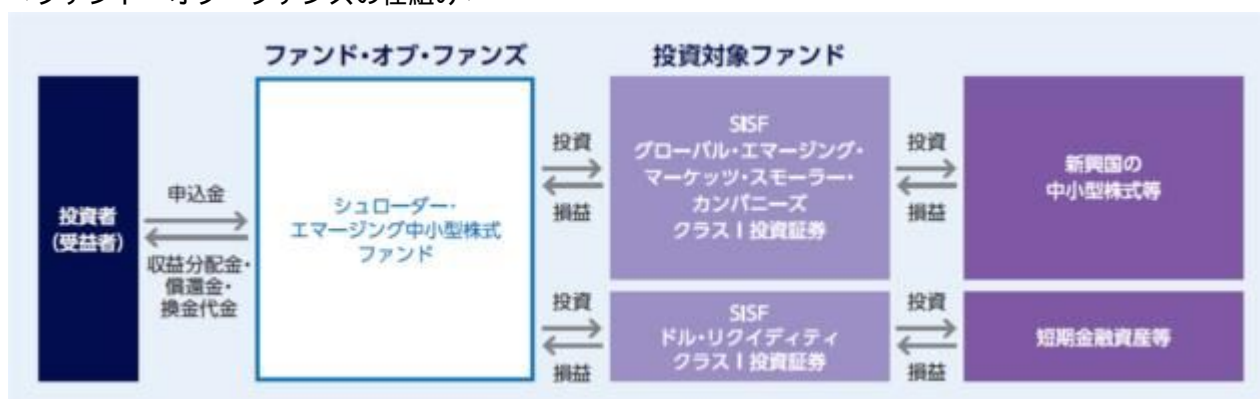 ファンド・オブ・ファンズ
投資対象ファンド
投資者
(受益者)
申込金
収益分配金・
償還金・
換金代金
シュローダー・
エマージング中小型株式
ファンド
投資
損益
SISF
グローバル・エマージング・
マーケッツ・スモーラー・
カンパニーズ
クラスI投資証券
投資
損益
新興国の
中小型株式等
投資
損益
SISF
ドル・リクイディティ
クラスI投資証券
投資
損益
短期金融資産等